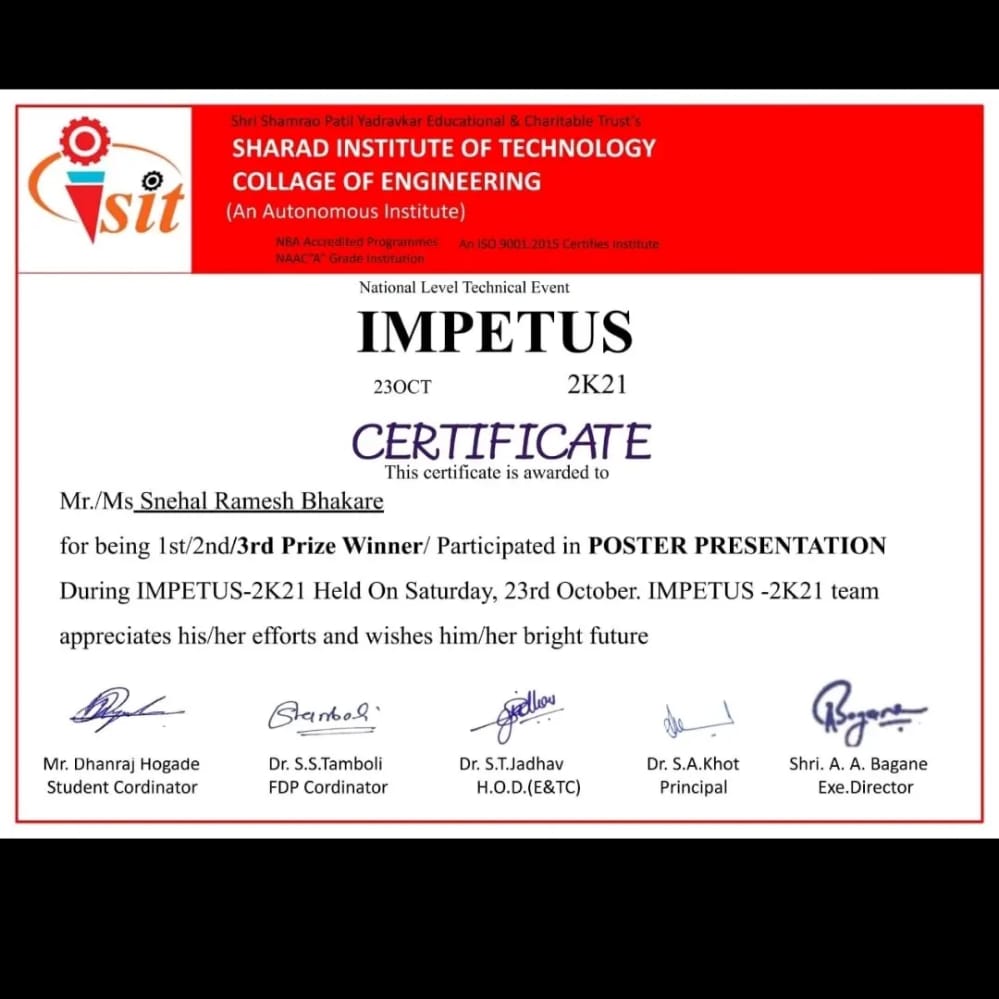 sit
Shri Shamrao Patil Yadravkar Educational & Charitable Trust's
SHARAD INSTITUTE OF TECHNOLOGY
COLLAGE OF ENGINEERING
(An Autonomous Institute)
NBA Accredited Programmes An ISO 9001.2015 Certifies Institute
NAAC"A" Grade Institution
National Level Technical Event
IMPETUS
23OCT 2K21
CERTIFICATE
This certificate is awarded to
Mr./Ms Snehal Ramesh Bhakare
for being 1st/2nd/3rd Prize Winner/ Participated in POSTER PRESENTATION
During IMPETUS-2K21 Held On Saturday, 23rd October. IMPETUS -2K21 team
appreciates his/her efforts and wishes him/her bright future
Mr. Dhanraj Hogade Dr. S.S.Tamboli Dr. S.T.Jadhav Dr. S.A.Khot Shri. A. A. Bagane
Student Cordinator FDP Cordinator H.O.D.(E&TC) Principal Exe.Director